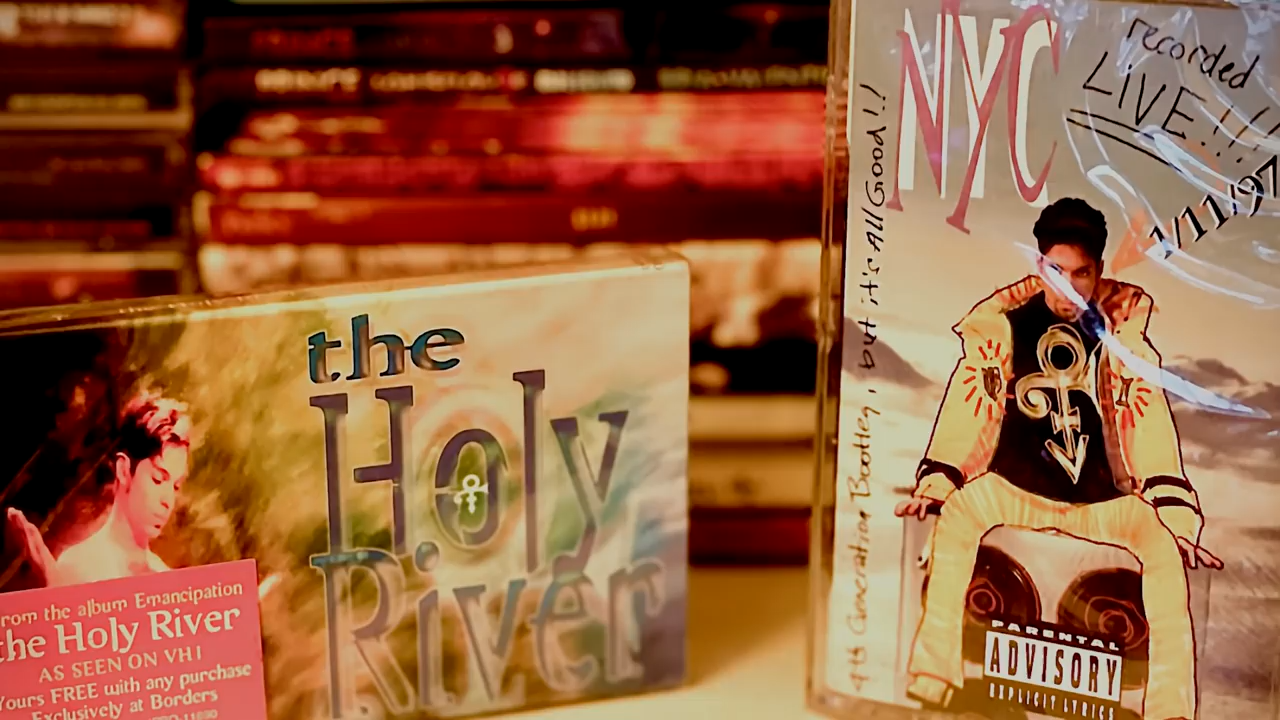 the
Holy
River
From the album Emancipation
the Holy River
AS SEEN ON VH1
Yours FREE with any purchase
Exclusively at Borders
NYC
recorded
LIVE!!!
1/11/97
4th Generation Bootleg, but it's All Good!!
PARENTAL
ADVISORY
EXPLICIT LYRICS